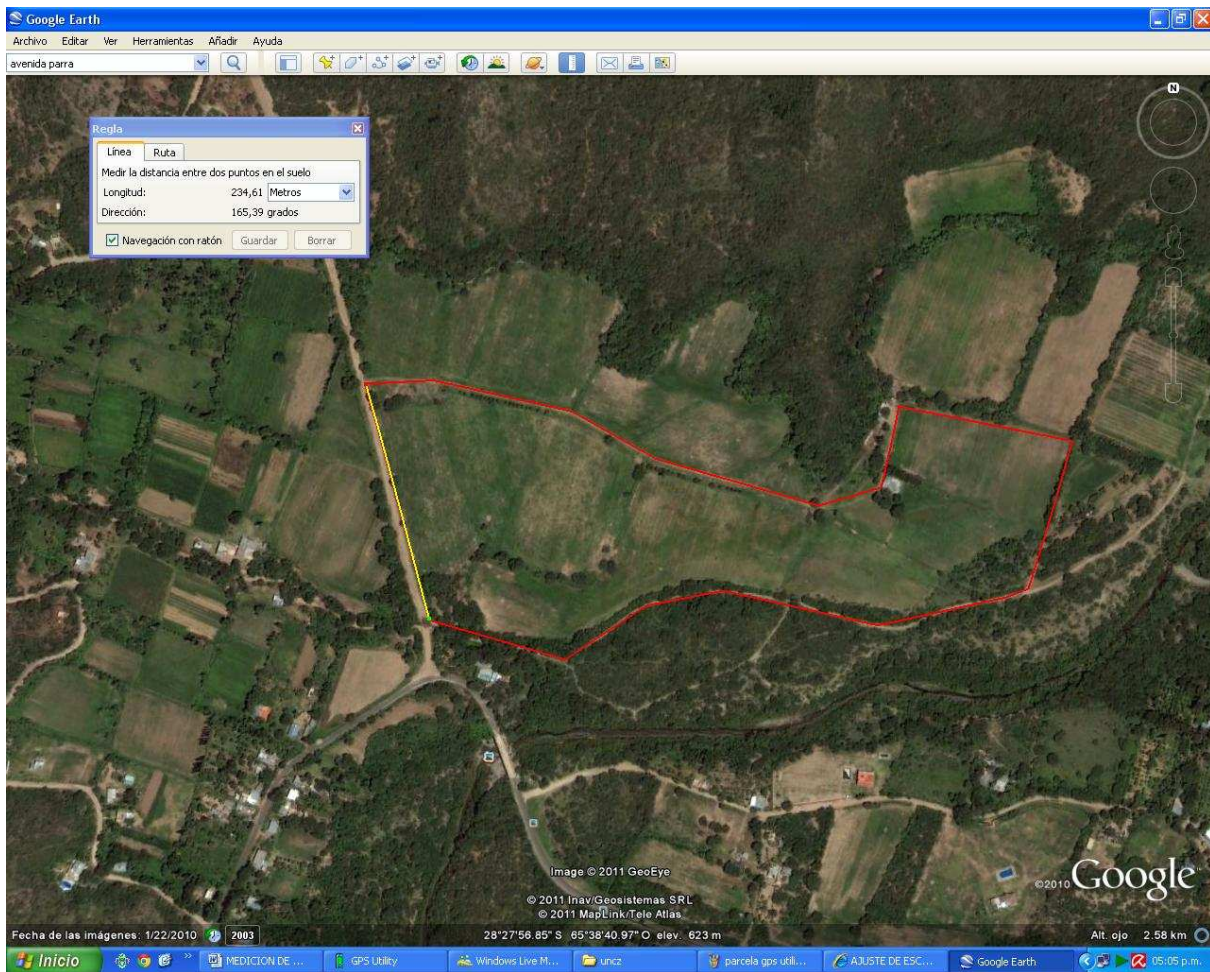 Google Earth
Archivo Editar Ver Herramientas Añadir Ayuda
avenida parra
N
Regla
Línea Ruta
Medir la distancia entre dos puntos en el suelo
Longitud: 234,61 Metros
Dirección: 165,39 grados
Navegación con ratón Guardar Borrar
Image © 2011 GeoEye
© 2011 Inav/Geosistemas SRL
© 2011 MapLink/Tele Atlas
©2010 Google
Fecha de las imágenes: 1/22/2010 2003 28°27'56.85" S 65°38'40.97" O elev. 623 m Alt. ojo 2.58 km
Inicio MEDICION DE ... GPS Utility Windows Live M... uncz parcela gps utili... AJUSTE DE ESC... Google Earth 05:05 p.m.